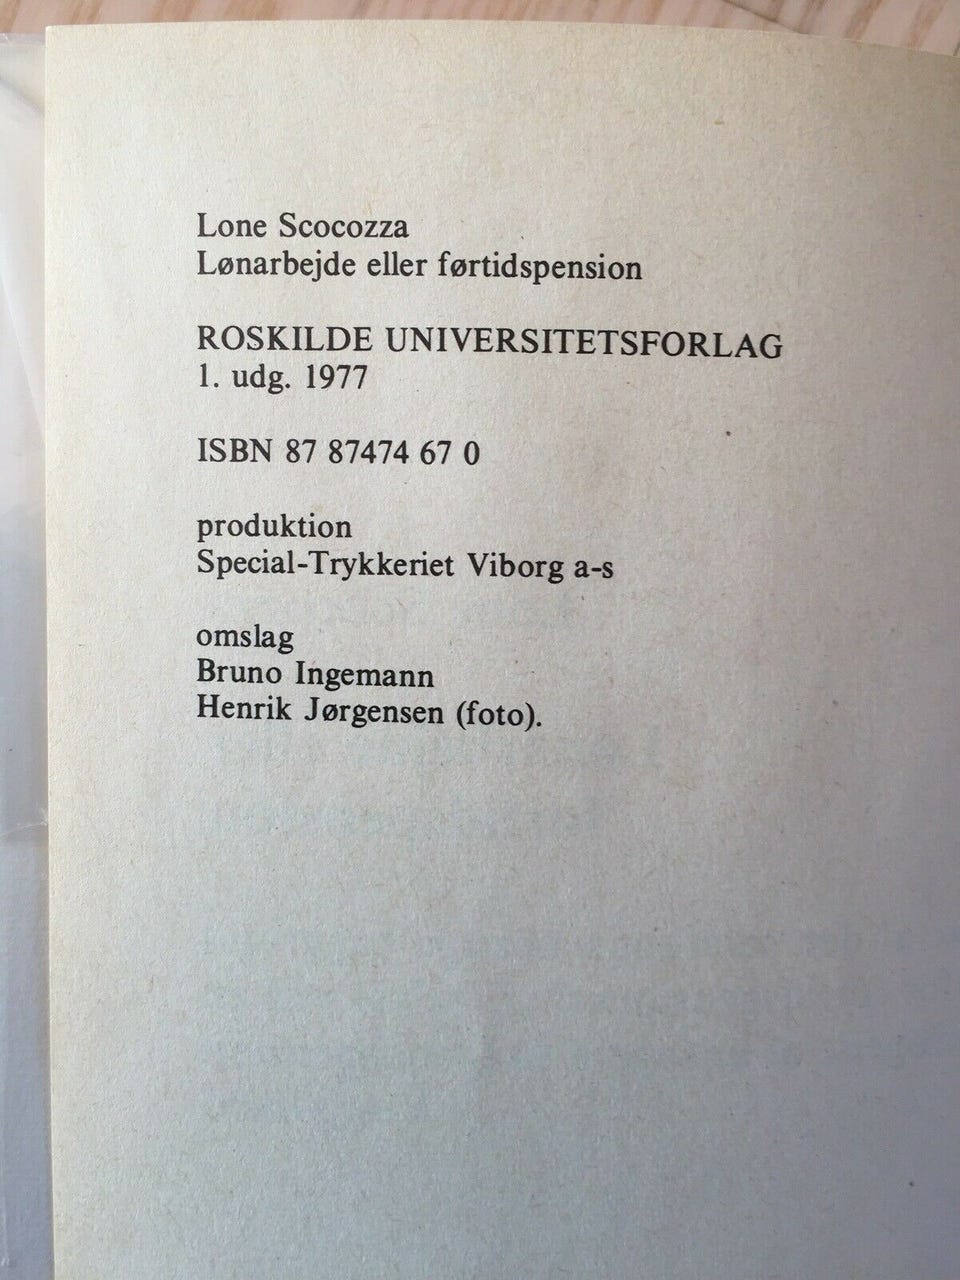 Lone Scocozza
Lønarbejde eller førtidspension
ROSKILDE UNIVERSITETSFORLAG
1. udg. 1977
ISBN 87 87474 67 0
produktion
Special-Trykkeriet Viborg a-s
omslag
Bruno Ingemann
Henrik Jørgensen (foto).